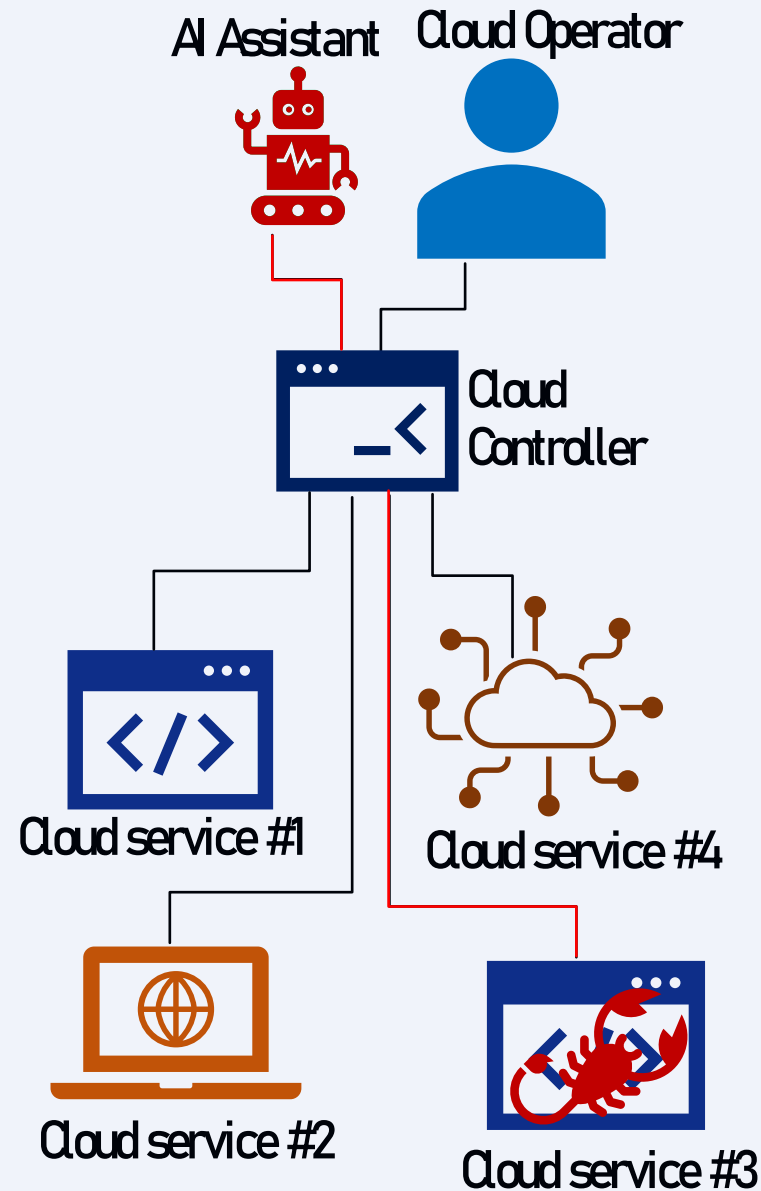 AI Assistant
Cloud Operator
Cloud
Controller
Cloud service #1
Cloud service #4
Cloud service #2
Cloud service #3